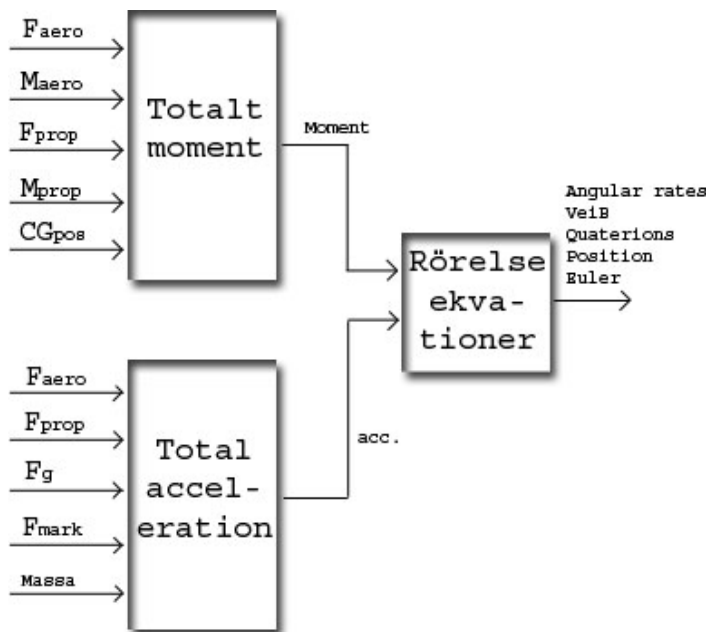 Faero
Maero
Fprop
Mprop
CGpos
Totalt
moment
Moment
Faero
Fprop
Fg
Fmark
Massa
Total
accel-
eration
acc.
Rörelse
ekva-
tioner
Angular rates
VeiB
Quaterions
Position
Euler